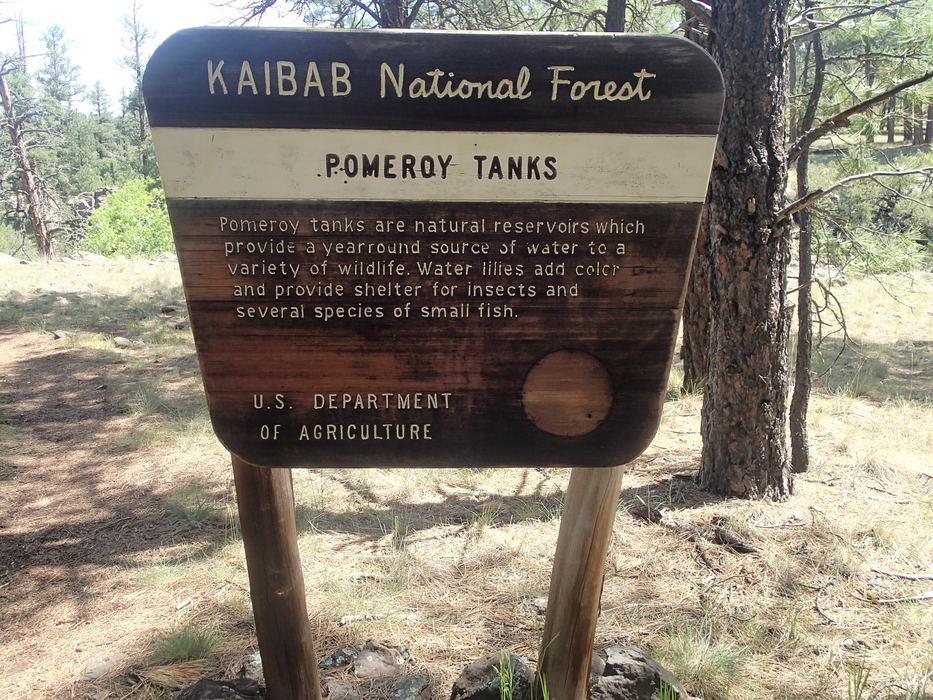 KAIBAB National Forest
POMEROY TANKS
Pomeroy tanks are natural reservoirs which
provide a yearround source of water to a
variety of wildlife. Water lilies add color
and provide shelter for insects and
several species of small fish.
U.S. DEPARTMENT
OF AGRICULTURE